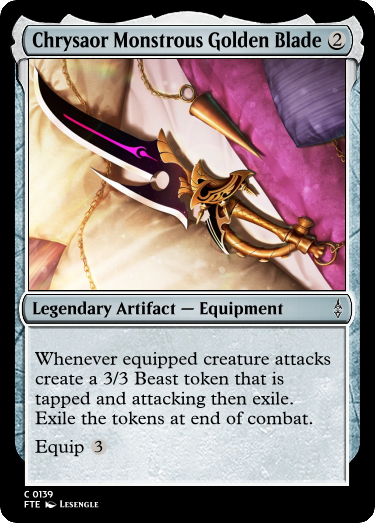 Chrysaor Monstrous Golden Blade 2
Legendary Artifact — Equipment
Whenever equipped creature attacks
create a 3/3 Beast token that is
tapped and attacking then exile.
Exile the tokens at end of combat.
Equip 3
C 0139
FTE Lesengle